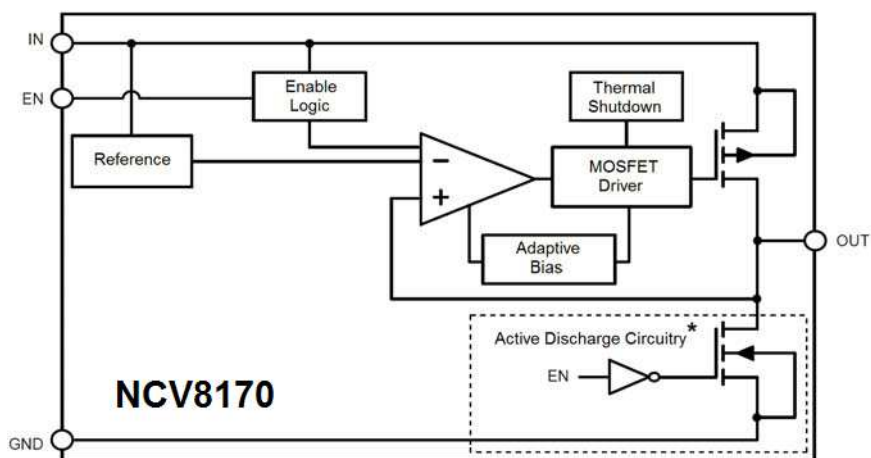 IN
EN
Enable
Logic
Thermal
Shutdown
Reference
−
+
MOSFET
Driver
Adaptive
Bias
OUT
Active Discharge Circuitry*
EN
NCV8170
GND